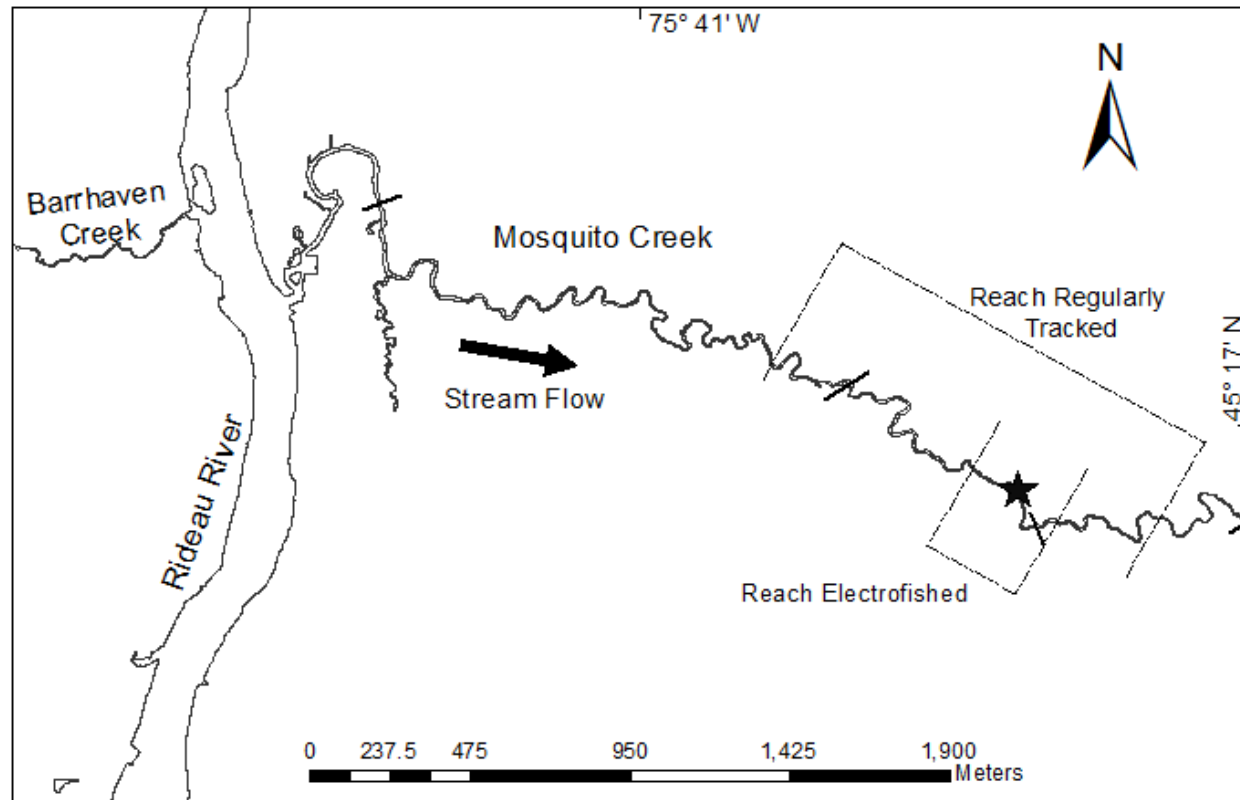 75° 41' W
N
Barrhaven
Creek
Mosquito Creek
Reach Regularly
Tracked
45° 17' N
Stream Flow
Rideau River
Reach Electrofished
0 237.5 475 950 1,425 1,900
Meters